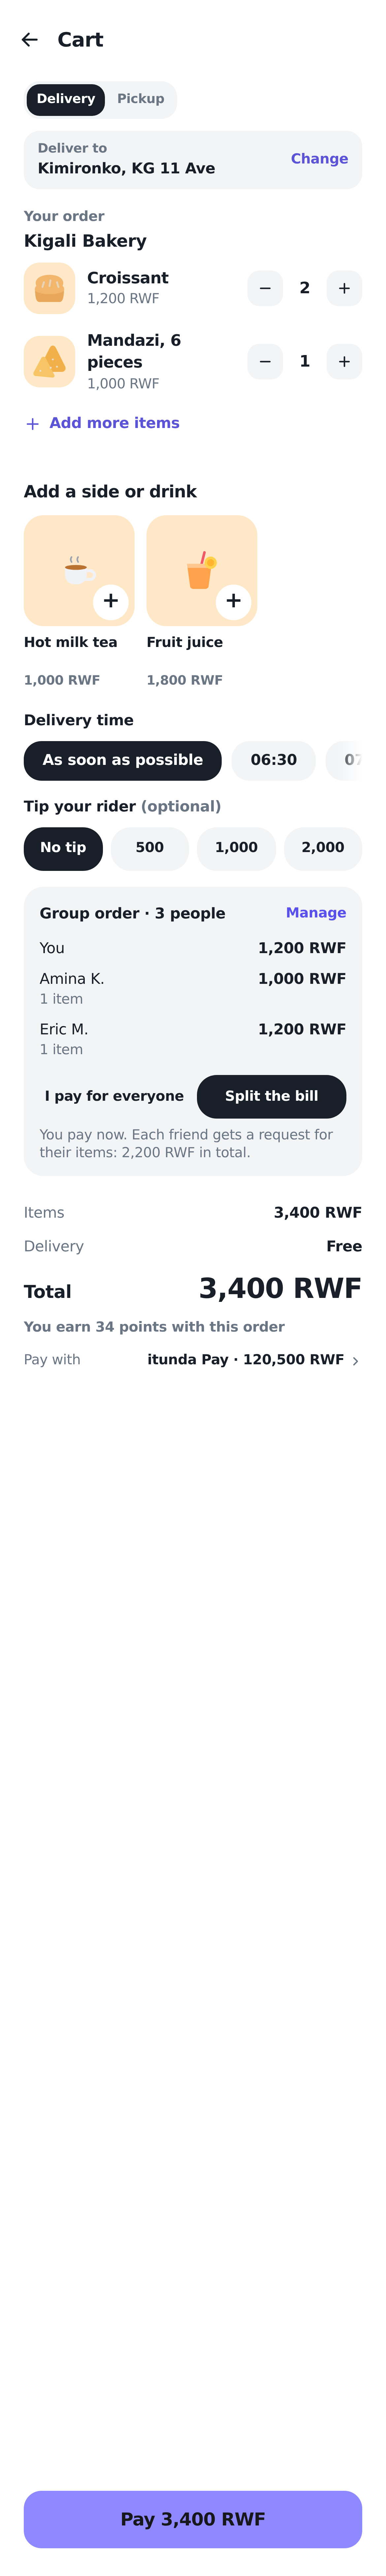 Cart
Delivery
Pickup
Deliver to
Kimironko, KG 11 Ave
Change
Your order
Kigali Bakery
Croissant
1,200 RWF
− 2 +
Mandazi, 6
pieces
1,000 RWF
− 1 +
+ Add more items
Add a side or drink
+
+
Hot milk tea
1,000 RWF
Fruit juice
1,800 RWF
Delivery time
As soon as possible
06:30
Tip your rider (optional)
No tip
500
1,000
2,000
Group order · 3 people
Manage
You
1,200 RWF
Amina K.
1,000 RWF
1 item
Eric M.
1,200 RWF
1 item
I pay for everyone
Split the bill
You pay now. Each friend gets a request for
their items: 2,200 RWF in total.
Items
3,400 RWF
Delivery
Free
Total
3,400 RWF
You earn 34 points with this order
Pay with
itunda Pay · 120,500 RWF
Pay 3,400 RWF